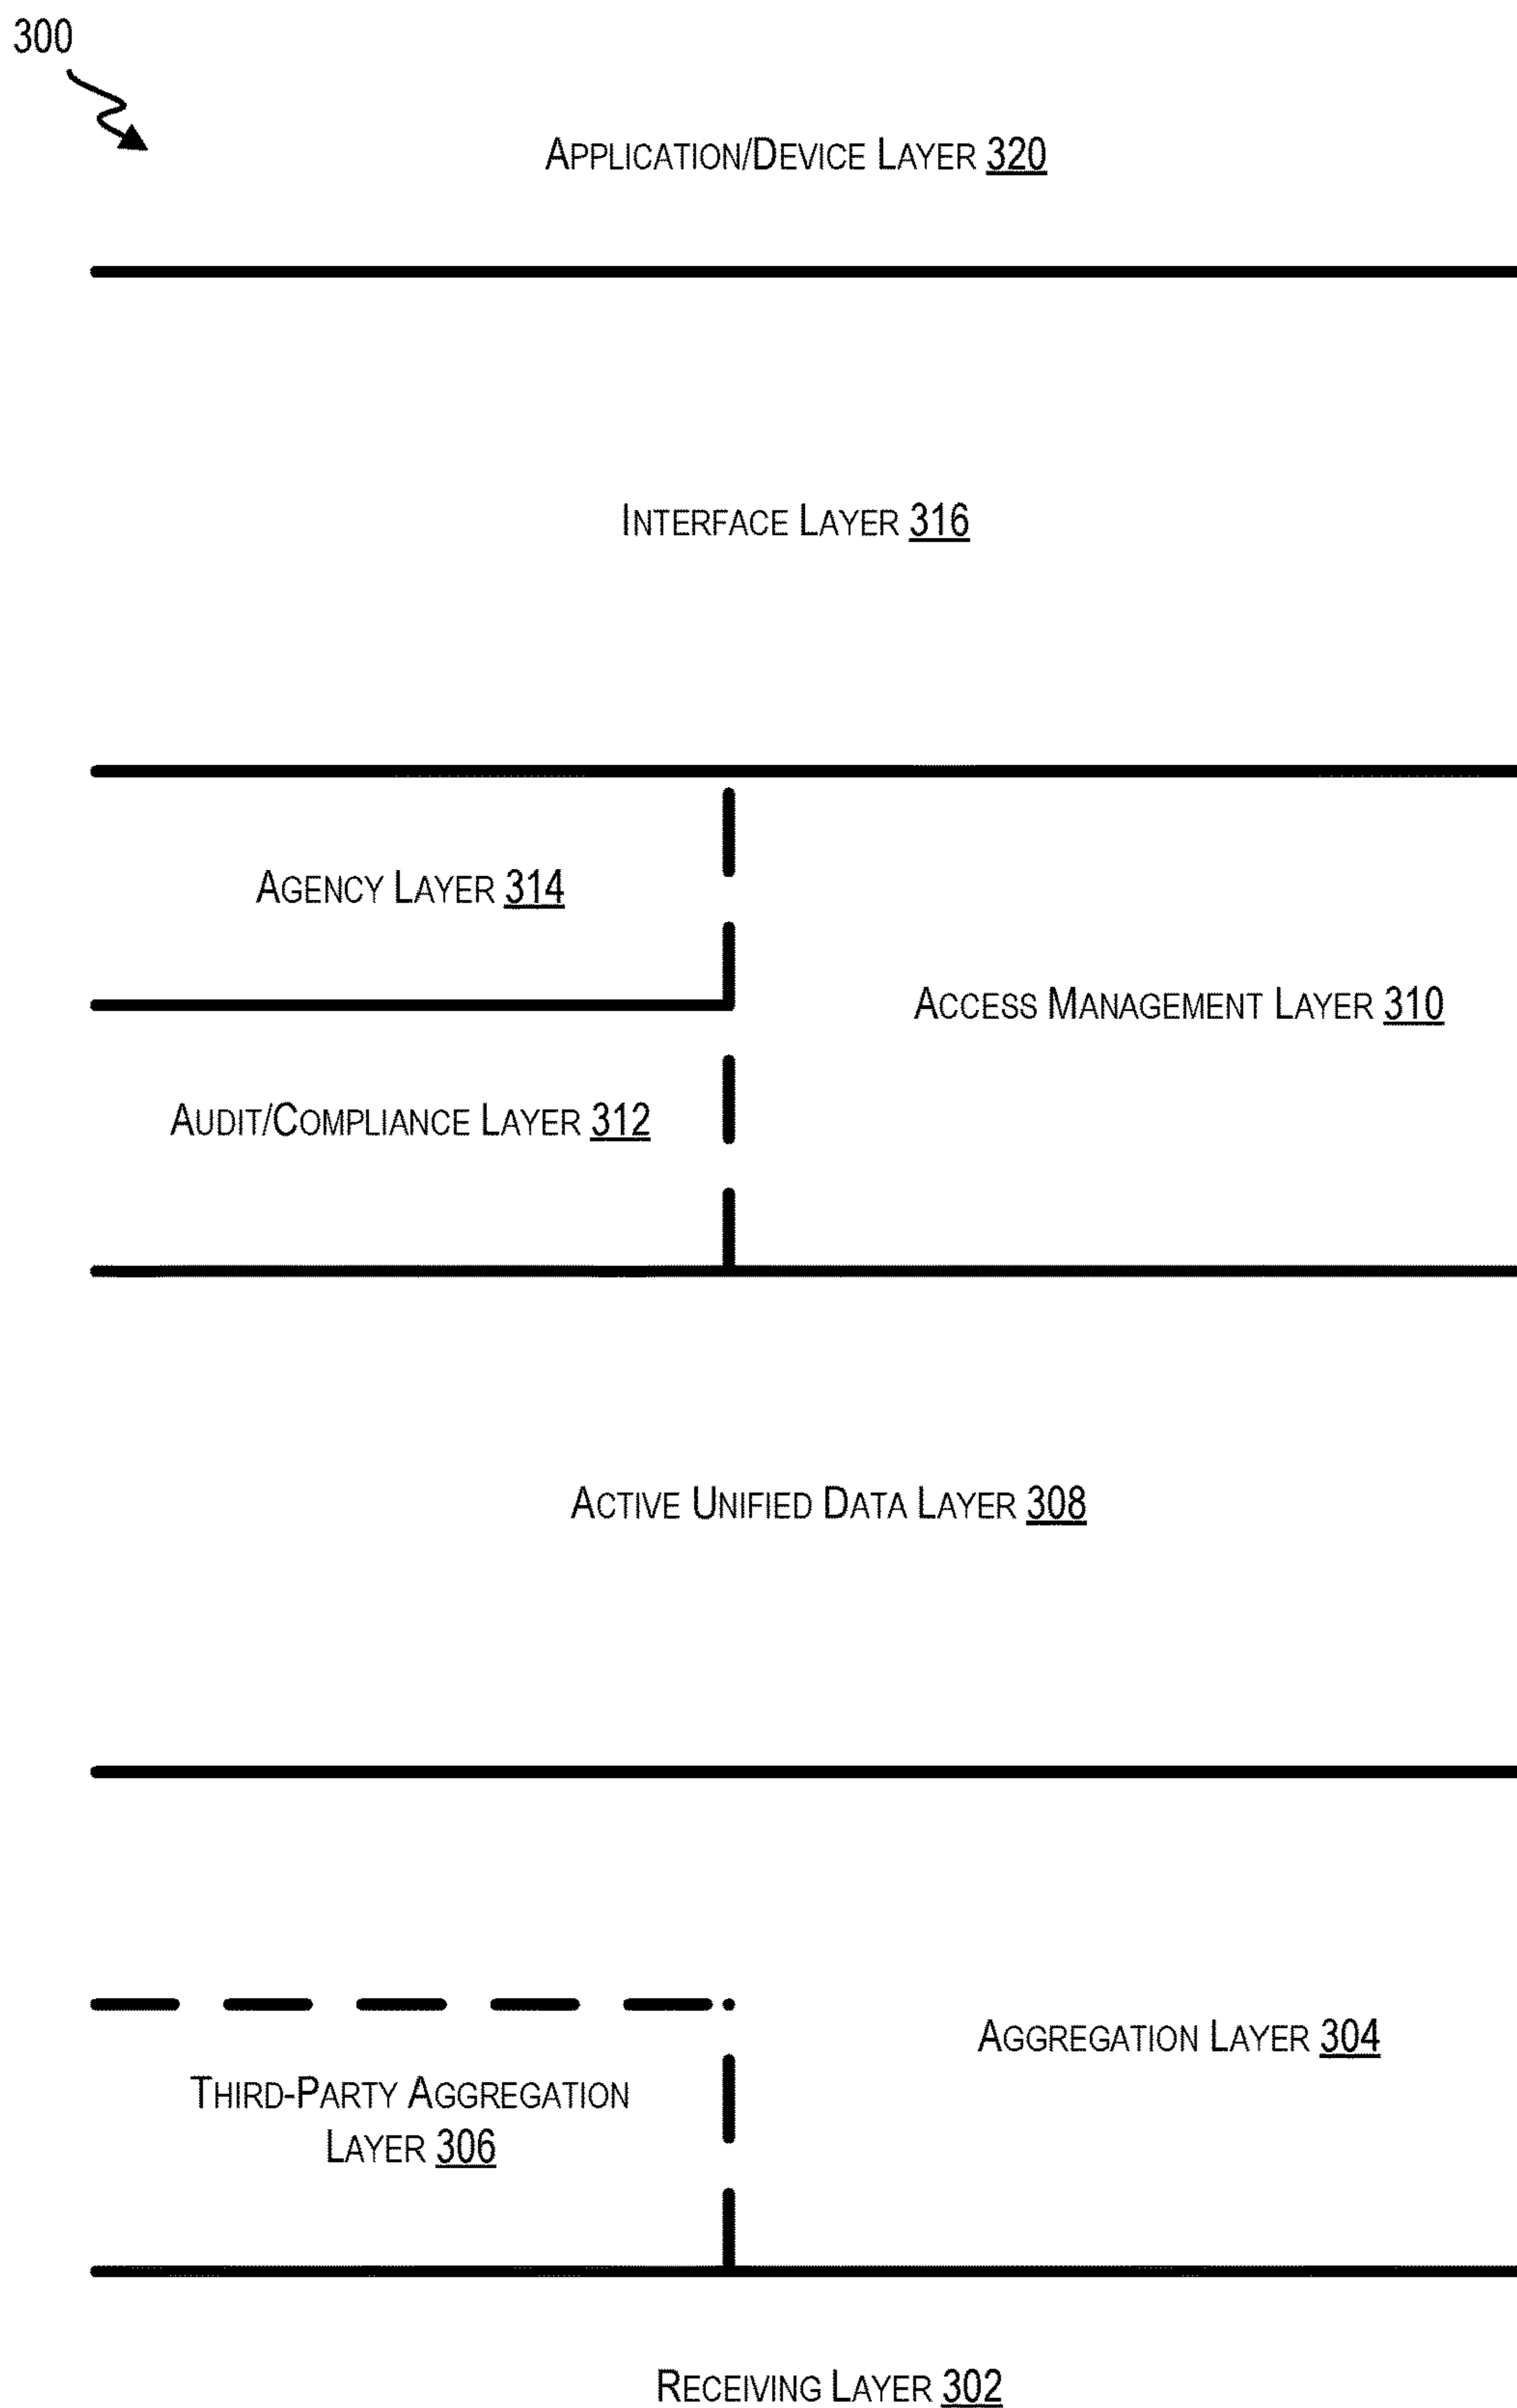 300
APPLICATION/DEVICE LAYER 320
INTERFACE LAYER 316
AGENCY LAYER 314
ACCESS MANAGEMENT LAYER 310
AUDIT/COMPLIANCE LAYER 312
ACTIVE UNIFIED DATA LAYER 308
AGGREGATION LAYER 304
THIRD-PARTY AGGREGATION
LAYER 306
RECEIVING LAYER 302